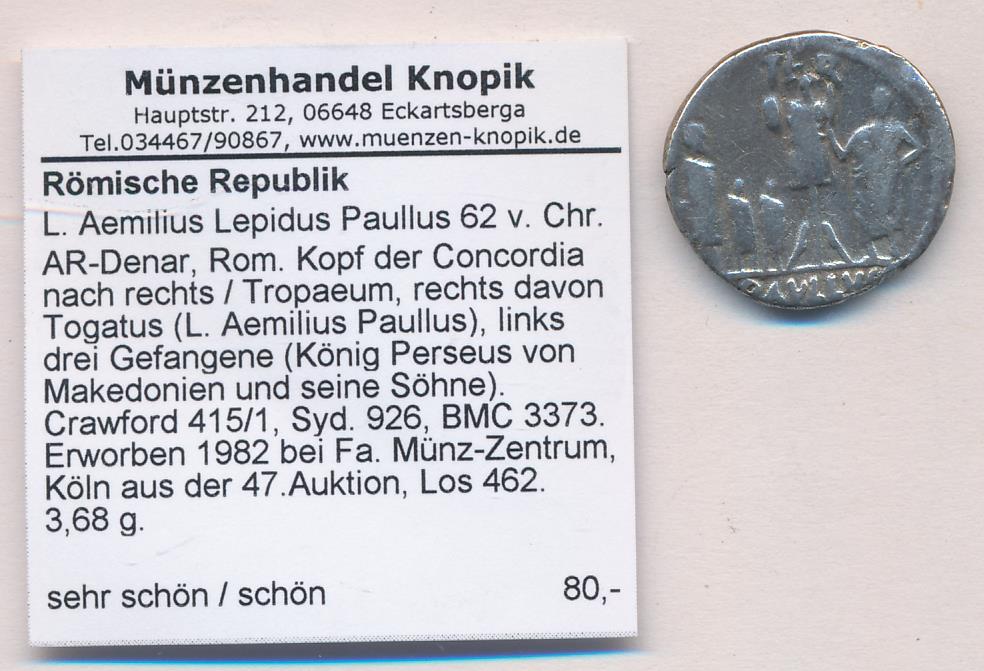 Münzenhandel Knopik
Hauptstr. 212, 06648 Eckartsberga
Tel.034467/90867, www.muenzen-knopik.de
Römische Republik
L. Aemilius Lepidus Paullus 62 v. Chr.
AR-Denar, Rom. Kopf der Concordia
nach rechts / Tropaeum, rechts davon
Togatus (L. Aemilius Paullus), links
drei Gefangene (König Perseus von
Makedonien und seine Söhne).
Crawford 415/1, Syd. 926, BMC 3373.
Erworben 1982 bei Fa. Münz-Zentrum,
Köln aus der 47.Auktion, Los 462.
3,68 g.
sehr schön / schön 80,-
TER
PAVLLVS